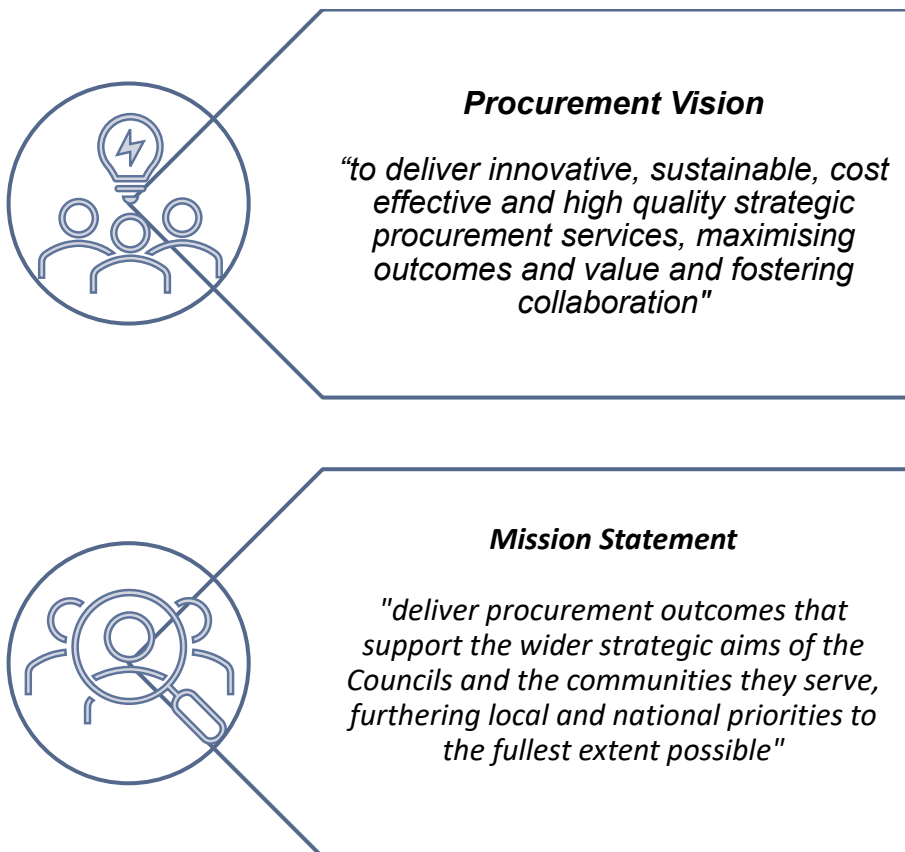 Procurement Vision
“to deliver innovative, sustainable, cost
effective and high quality strategic
procurement services, maximising
outcomes and value and fostering
collaboration"
Mission Statement
"deliver procurement outcomes that
support the wider strategic aims of the
Councils and the communities they serve,
furthering local and national priorities to
the fullest extent possible"